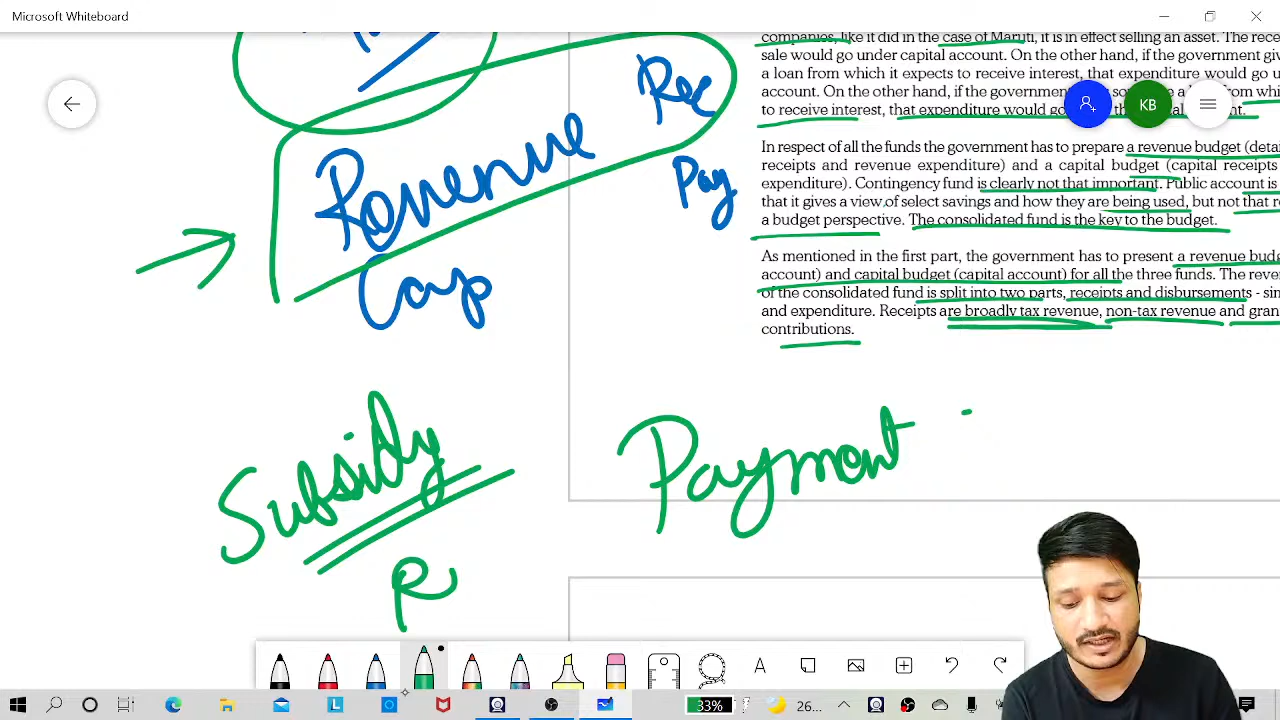 Microsoft Whiteboard
companies, like it did in the case of Maruti, it is in effect selling an asset. The rece
sale would go under capital account. On the other hand, if the government giv
a loan from which it expects to receive interest, that expenditure would go u
account. On the other hand, if the government
to receive interest, that expenditure would go
In respect of all the funds the government has to prepare a revenue budget (detai
receipts and revenue expenditure) and a capital budget (capital receipts
expenditure). Contingency fund is clearly not that important. Public account is
that it gives a view of select savings and how they are being used, but not that re
a budget perspective. The consolidated fund is the key to the budget.
As mentioned in the first part, the government has to present a revenue budg
account) and capital budget (capital account) for all the three funds. The reven
of the consolidated fund is split into two parts, receipts and disbursements - sim
and expenditure. Receipts are broadly tax revenue, non-tax revenue and gran
contributions.
KB
Rec
Revenue
Pay
Cap
Subsidy
Payment
R
A
33%
26...